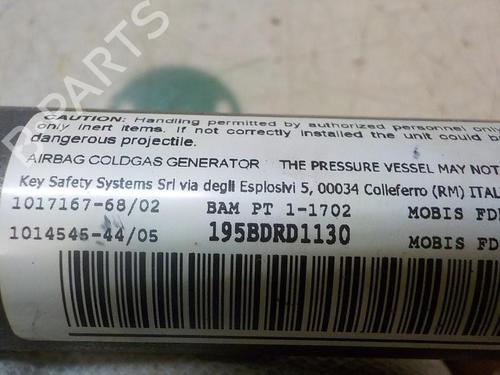 CAUTION: Handling permitted by authorized personnel only
only inert items. If not correctly installed the unit could b
dangerous projectile.
AIRBAG COLDGAS GENERATOR THE PRESSURE VESSEL MAY NOT
Key Safety Systems Srl via degli Esplosivi 5, 00034 Colleferro (RM) ITAL
1017167-68/02 BAM PT 1-1702 MOBIS FD
1014545-44/05 195BDRD1130 MOBIS FD
B-PARTS